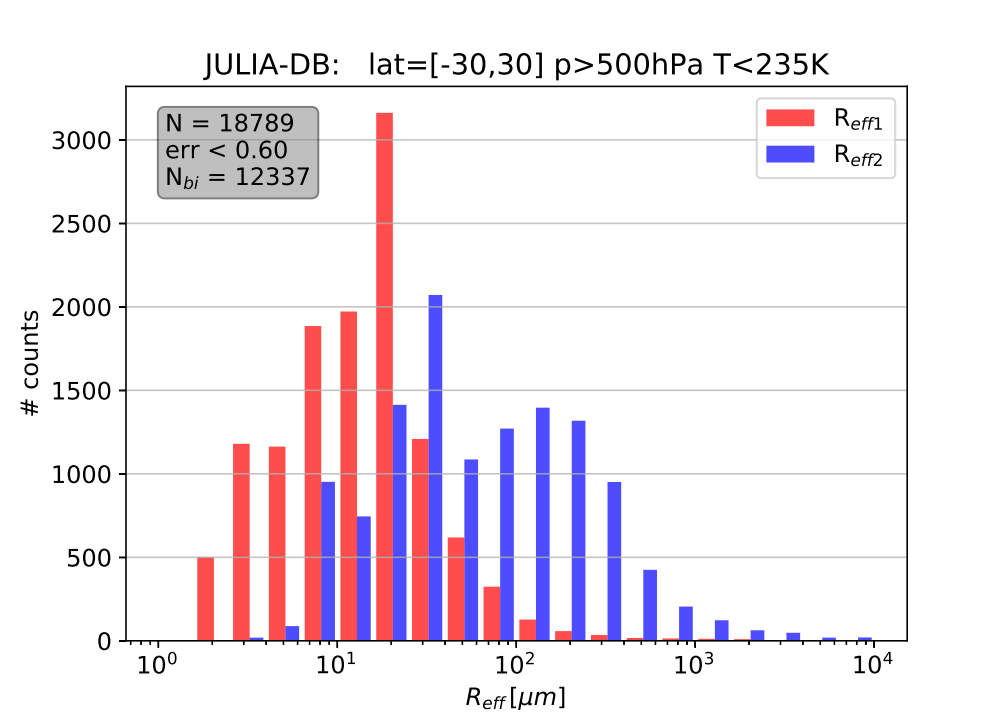 JULIA-DB:   lat=[-30,30] p>500hPa T<235K
N = 18789
err < 0.60
N_bi = 12337
R_eff1
R_eff2
# counts
3000
2500
2000
1500
1000
500
0
10^0 10^1 10^2 10^3 10^4
R_eff [μm]